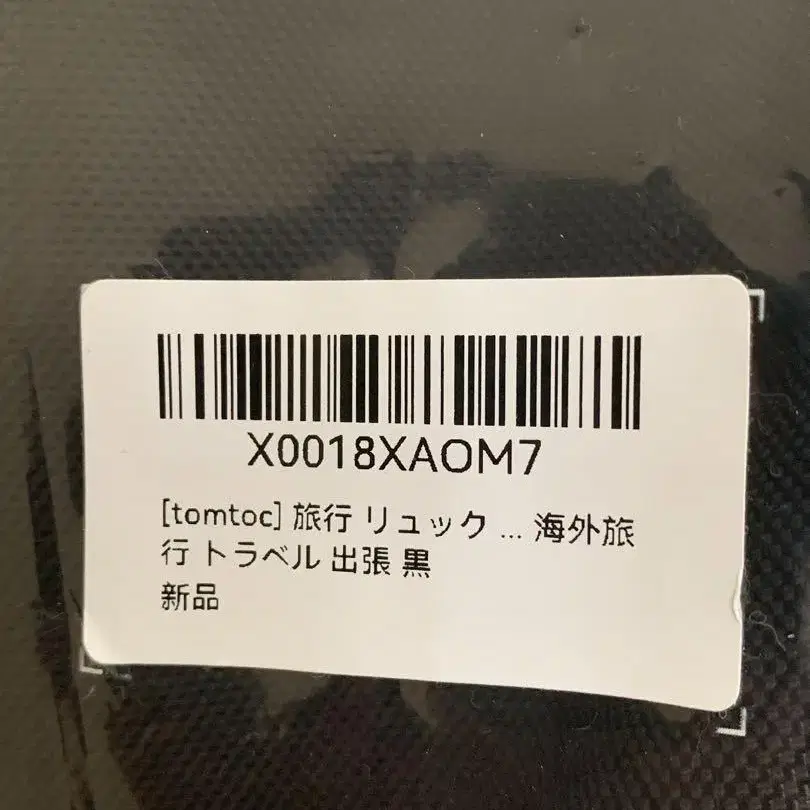 X0018XAOM7
[tomtoc] 旅行 リュック ... 海外旅
行 トラベル 出張 黒
新品